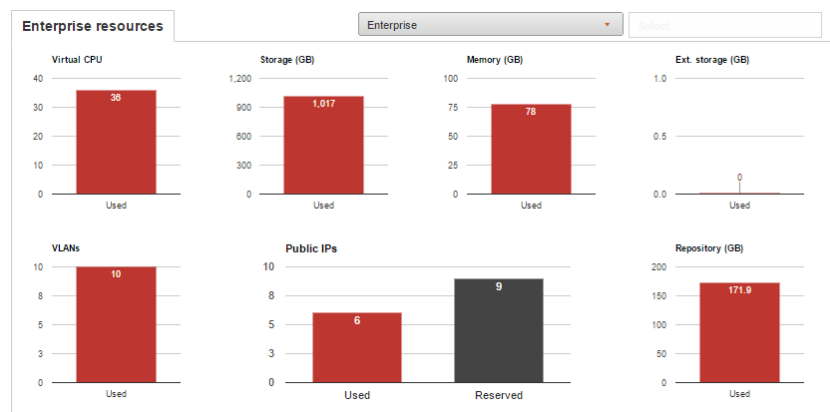 Enterprise resources
Enterprise
Select
Virtual CPU
40
30
20
10
0
36
Used
Storage (GB)
1,200
900
600
300
0
1,017
Used
Memory (GB)
100
75
50
25
0
78
Used
Ext. storage (GB)
1.0
0.5
0.0
0
Used
VLANs
10
8
5
3
0
10
Used
Public IPs
10
8
5
3
0
6
9
Used
Reserved
Repository (GB)
200
150
100
50
0
171.9
Used